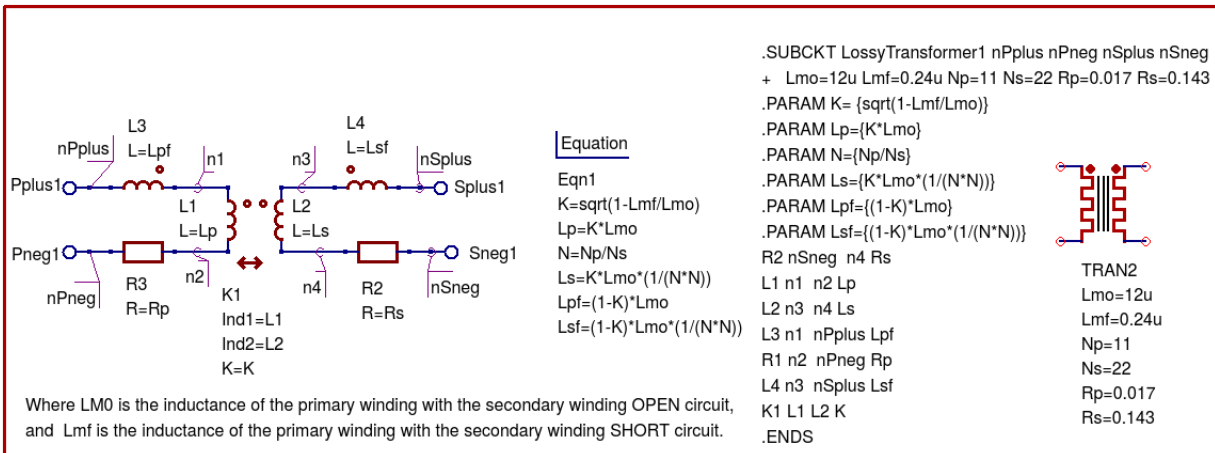 L3
L=Lpf
nPplus
n1
Pplus1
L1
L=Lp
Pneg1
n2
nPneg
R3
R=Rp
L4
L=Lsf
n3
nSplus
Splus1
L2
L=Ls
Sneg1
n4
nSneg
R2
R=Rs
K1
Ind1=L1
Ind2=L2
K=K
Where LM0 is the inductance of the primary winding with the secondary winding OPEN circuit,
and Lmf is the inductance of the primary winding with the secondary winding SHORT circuit.
Equation
Eqn1
K=sqrt(1-Lmf/Lmo)
Lp=K*Lmo
N=Np/Ns
Ls=K*Lmo*(1/(N*N))
Lpf=(1-K)*Lmo
Lsf=(1-K)*Lmo*(1/(N*N))
.SUBCKT LossyTransformer1 nPplus nPneg nSplus nSneg
+ Lmo=12u Lmf=0.24u Np=11 Ns=22 Rp=0.017 Rs=0.143
.PARAM K= {sqrt(1-Lmf/Lmo)}
.PARAM Lp={K*Lmo}
.PARAM N={Np/Ns}
.PARAM Ls={K*Lmo*(1/(N*N))}
.PARAM Lpf={(1-K)*Lmo}
.PARAM Lsf={(1-K)*Lmo*(1/(N*N))}
R2 nSneg n4 Rs
L1 n1 n2 Lp
L2 n3 n4 Ls
L3 n1 nPplus Lpf
R1 n2 nPneg Rp
L4 n3 nSplus Lsf
K1 L1 L2 K
.ENDS
TRAN2
Lmo=12u
Lmf=0.24u
Np=11
Ns=22
Rp=0.017
Rs=0.143